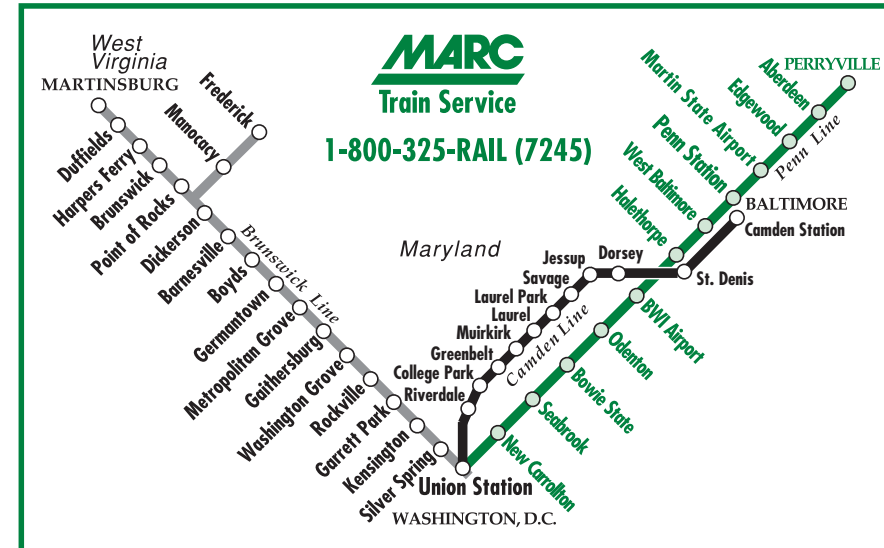 West
Virginia
MARTINSBURG
Duffields
Harpers Ferry
Brunswick
Point of Rocks
Frederick
Manocacy
Dickerson
Barnesville
Boyds
Germantown
Metropolitan Grove
Gaithersburg
Washington Grove
Rockville
Garrett Park
Kensington
Silver Spring
Brunswick Line
MARC
Train Service
1-800-325-RAIL (7245)
Maryland
PERRYVILLE
Aberdeen
Edgewood
Martin State Airport
Penn Station
West Baltimore
Halethorpe
Penn Line
BALTIMORE
Camden Station
St. Denis
Dorsey
Jessup
Savage
Laurel Park
Laurel
Muirkirk
Greenbelt
College Park
Riverdale
Camden Line
BWI Airport
Odenton
Bowie State
Seabrook
New Carrollton
Union Station
WASHINGTON, D.C.